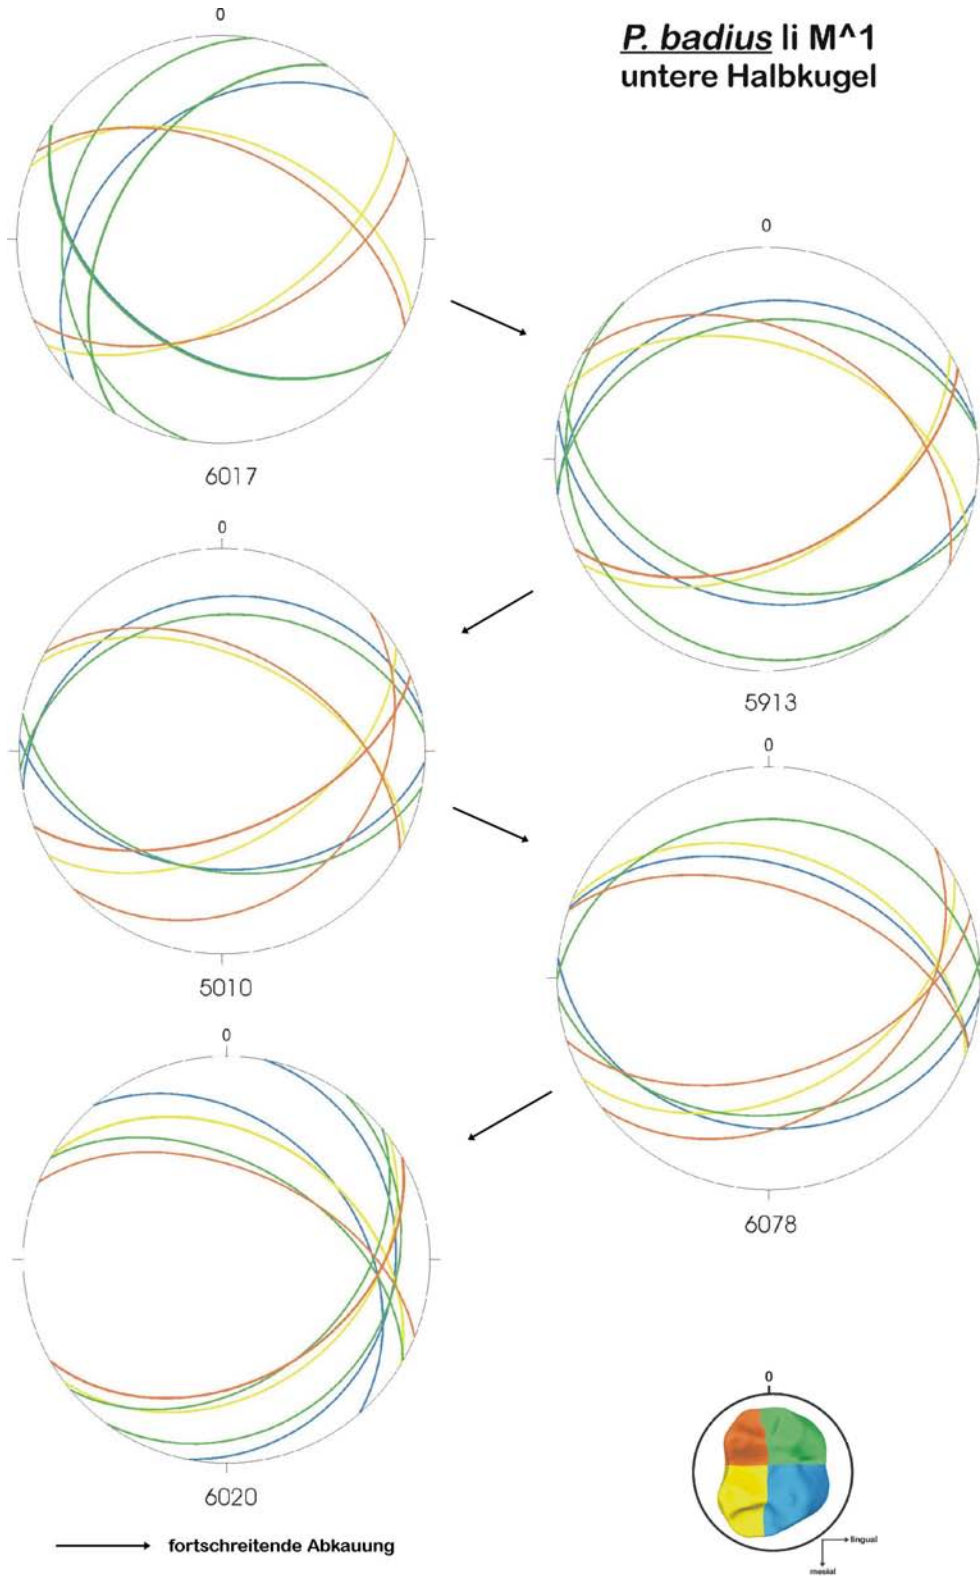 P. badius li M^1
untere Halbkugel
0
6017
0
5913
0
5010
0
6078
0
6020
0
lingual
mesial
fortschreitende Abkauung